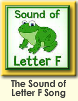 Sound of
Letter F
The Sound of
Letter F Song